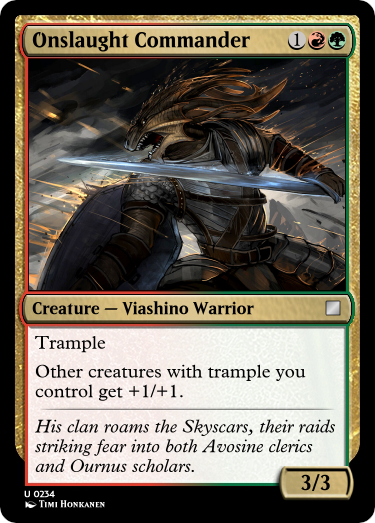 Onslaught Commander 1
Creature — Viashino Warrior
Trample
Other creatures with trample you
control get +1/+1.
His clan roams the Skyscars, their raids
striking fear into both Avosine clerics
and Ournus scholars.
3/3
U 0234
Timi Honkanen